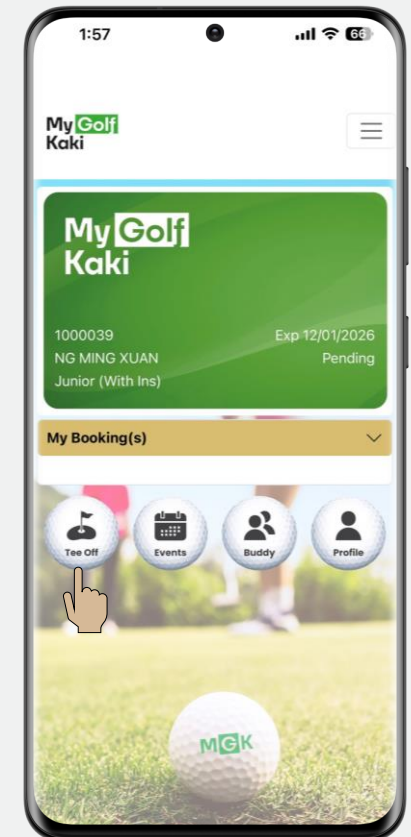 1:57
66
My Golf
Kaki
My Golf
Kaki
1000039
Exp 12/01/2026
NG MING XUAN
Pending
Junior (With Ins)
My Booking(s)
Tee Off
Events
Buddy
Profile
MGK